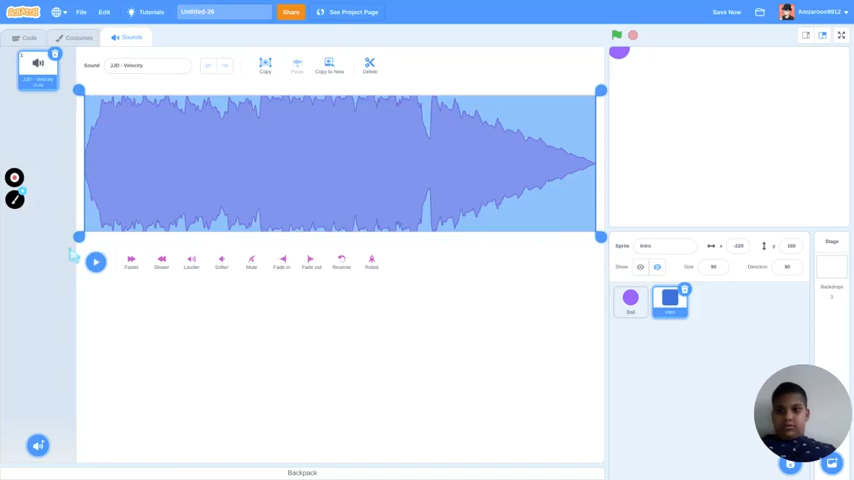 SCRATCH
File
Edit
Tutorials
Untitled-26
Share
See Project Page
Save Now
Code
Costumes
Sounds
1
JJD - Velocity
Sound
JJD - Velocity
Copy
Paste
Copy to New
Delete
Faster
Slower
Louder
Softer
Mute
Fade in
Fade out
Reverse
Robot
Sprite
Intro
x
-220
y
160
Show
Size
90
Direction
90
Ball
Intro
Stage
Backdrops
1
Backpack